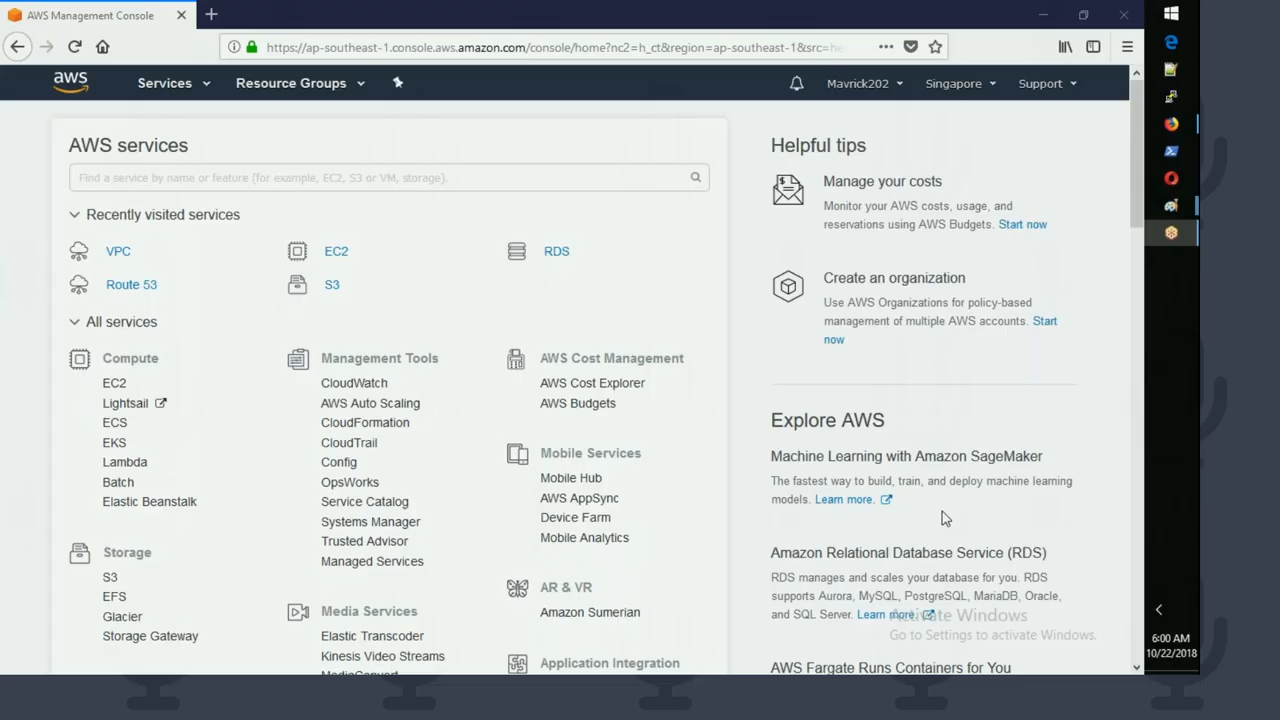 AWS Management Console
https://ap-southeast-1.console.aws.amazon.com/console/home?nc2=h_ct&region=ap-southeast-1&src=he
aws
Services
Resource Groups
Mavrick202
Singapore
Support
AWS services
Find a service by name or feature (for example, EC2, S3 or VM, storage).
Recently visited services
VPC
EC2
RDS
Route 53
S3
All services
Compute
EC2
Lightsail
ECS
EKS
Lambda
Batch
Elastic Beanstalk
Storage
S3
EFS
Glacier
Storage Gateway
Management Tools
CloudWatch
AWS Auto Scaling
CloudFormation
CloudTrail
Config
OpsWorks
Service Catalog
Systems Manager
Trusted Advisor
Managed Services
Media Services
Elastic Transcoder
Kinesis Video Streams
MediaConvert
AWS Cost Management
AWS Cost Explorer
AWS Budgets
Mobile Services
Mobile Hub
AWS AppSync
Device Farm
Mobile Analytics
AR & VR
Amazon Sumerian
Application Integration
Helpful tips
Manage your costs
Monitor your AWS costs, usage, and
reservations using AWS Budgets. Start now
Create an organization
Use AWS Organizations for policy-based
management of multiple AWS accounts. Start
now
Explore AWS
Machine Learning with Amazon SageMaker
The fastest way to build, train, and deploy machine learning
models. Learn more.
Amazon Relational Database Service (RDS)
RDS manages and scales your database for you. RDS
supports Aurora, MySQL, PostgreSQL, MariaDB, Oracle,
and SQL Server. Learn more.
AWS Fargate Runs Containers for You
Activate Windows
Go to Settings to activate Windows.
6:00 AM
10/22/2018